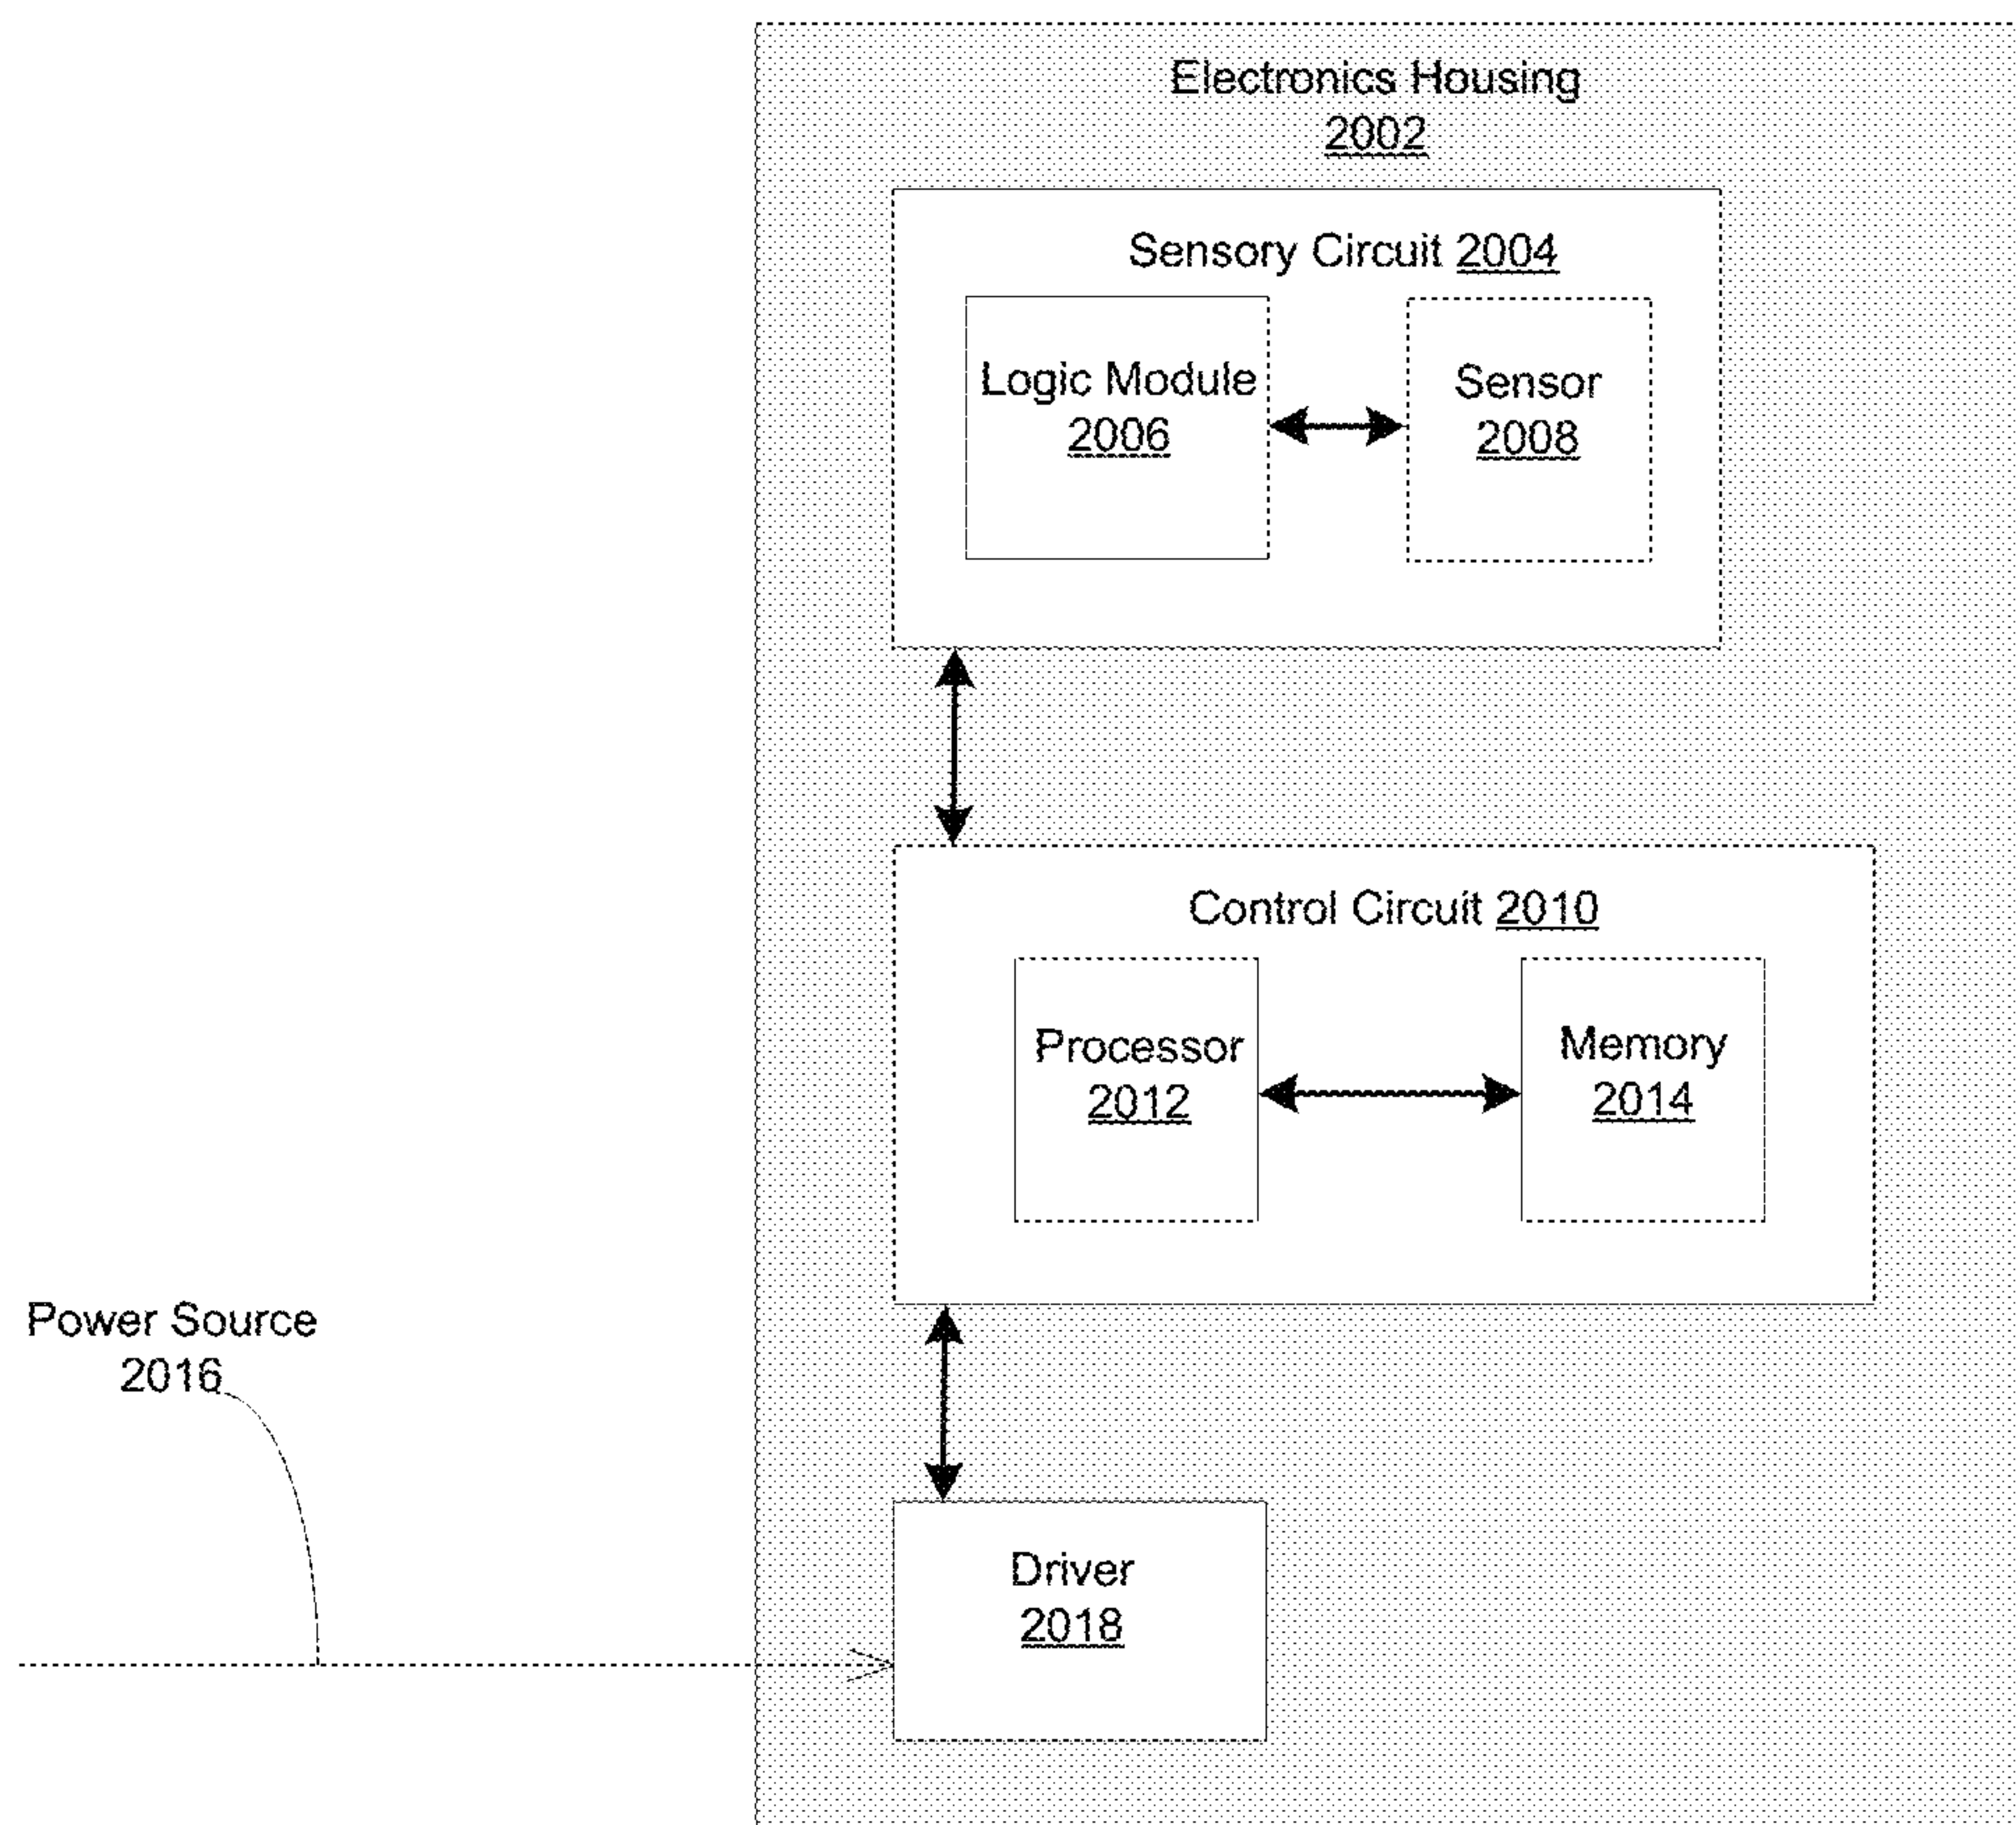 Electronics Housing
2002
Sensory Circuit 2004
Logic Module
2006
Sensor
2008
Control Circuit 2010
Processor
2012
Memory
2014
Power Source
2016
Driver
2018